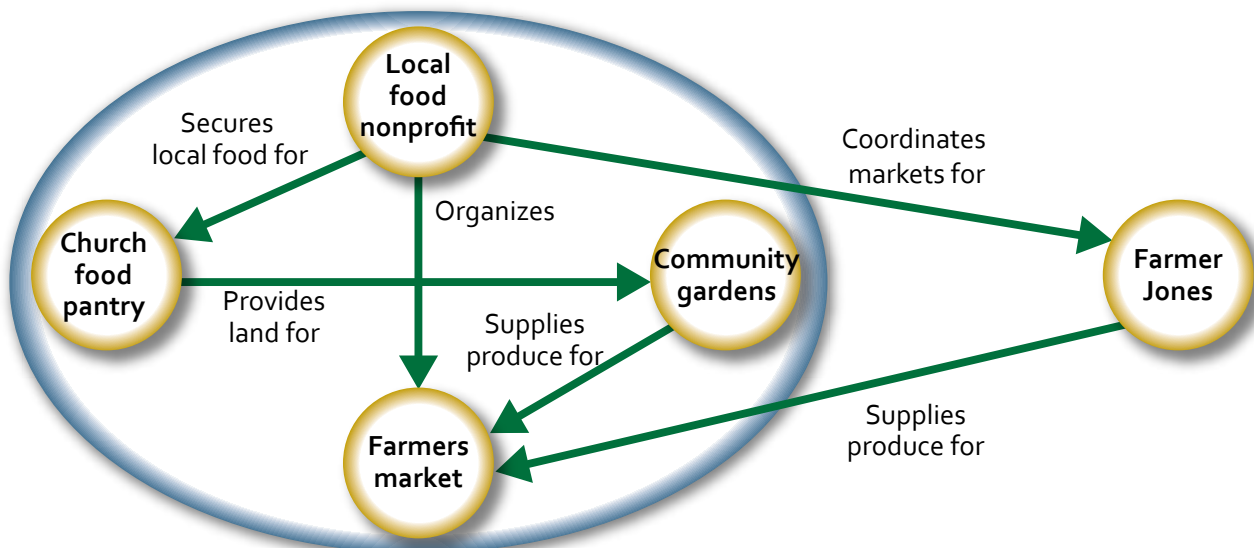 Local
food
nonprofit
Secures
local food for
Coordinates
markets for
Organizes
Church
food
pantry
Community
gardens
Farmer
Jones
Provides
land for
Supplies
produce for
Supplies
produce for
Farmers
market